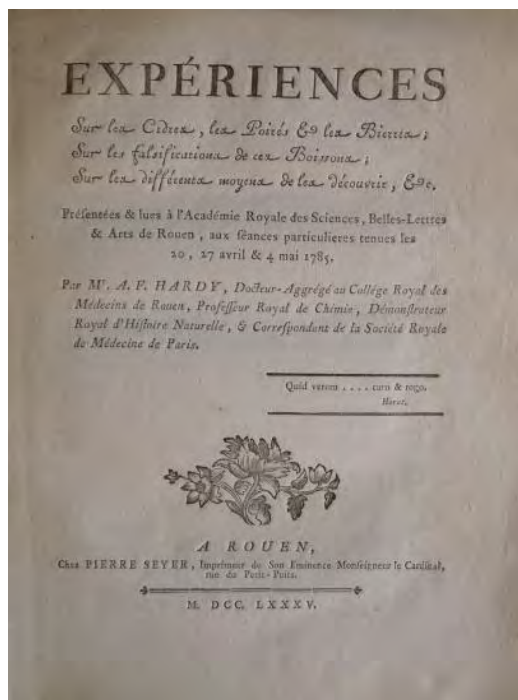 EXPÉRIENCES
Sur les Cidres, les Poirés & les Bierres;
Sur les falsifications de ces Boissons;
Sur les différents moyens de les découvrir, &c.
Préſentées & lues à l'Académie Royale des Sciences, Belles-Lettres
& Arts de Rouen, aux ſéances particulieres tenues les
20, 27 avril & 4 mai 1785.
Par Mr. A. F. HARDY, Docteur-Aggrégé au Collége Royal des
Médecins de Rouen, Profeſſeur Royal de Chimie, Démonſtrateur
Royal d'Hiſtoire Naturelle, & Correſpondant de la Société Royale
de Médecine de Paris.
Quid verum .... curo & rogo.
Horat.
A ROUEN,
Chez PIERRE SEYER, Imprimeur de Son Eminence Monſeigneur le Cardinal,
rue du Petit-Puits.
M. DCC. LXXXV.